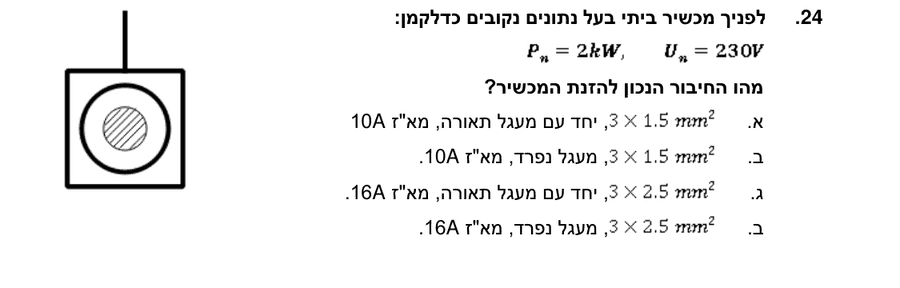 24. לפניך מכשיר ביתי בעל נתונים נקובים כדלקמן:
Pₙ = 2kW, Uₙ = 230V
מהו החיבור הנכון להזנת המכשיר?
א. 3 × 1.5 mm², יחד עם מעגל תאורה, מא"ז 10A
ב. 3 × 1.5 mm², מעגל נפרד, מא"ז 10A.
ג. 3 × 2.5 mm², יחד עם מעגל תאורה, מא"ז 16A.
ב. 3 × 2.5 mm², מעגל נפרד, מא"ז 16A.